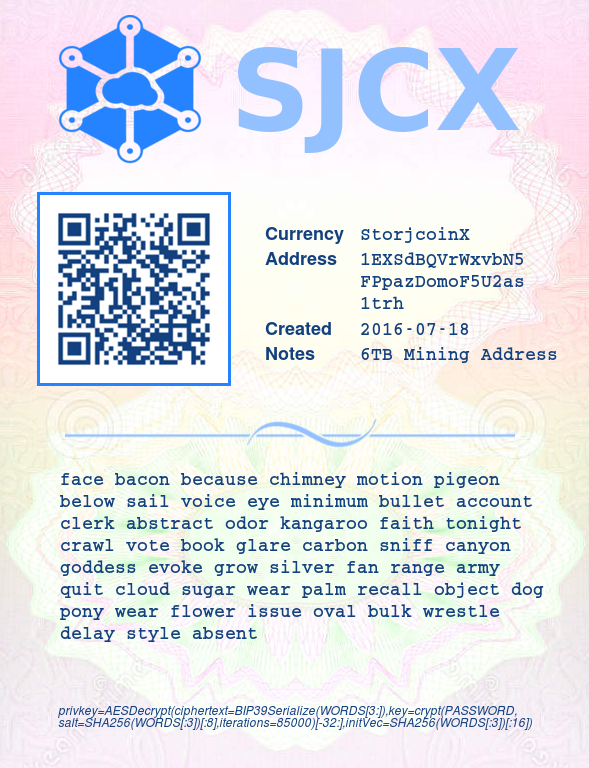 SJCX
Currency StorjcoinX
Address 1EXSdBQVrWxvbN5
FPpazDomoF5U2as
1trh
Created 2016-07-18
Notes 6TB Mining Address
face bacon because chimney motion pigeon
below sail voice eye minimum bullet account
clerk abstract odor kangaroo faith tonight
crawl vote book glare carbon sniff canyon
goddess evoke grow silver fan range army
quit cloud sugar wear palm recall object dog
pony wear flower issue oval bulk wrestle
delay style absent
privkey=AESDecrypt(ciphertext=BIP39Serialize(WORDS[3:]),key=crypt(PASSWORD,
salt=SHA256(WORDS[:3])[:8],iterations=85000)[-32:],initVec=SHA256(WORDS[:3])[:16])